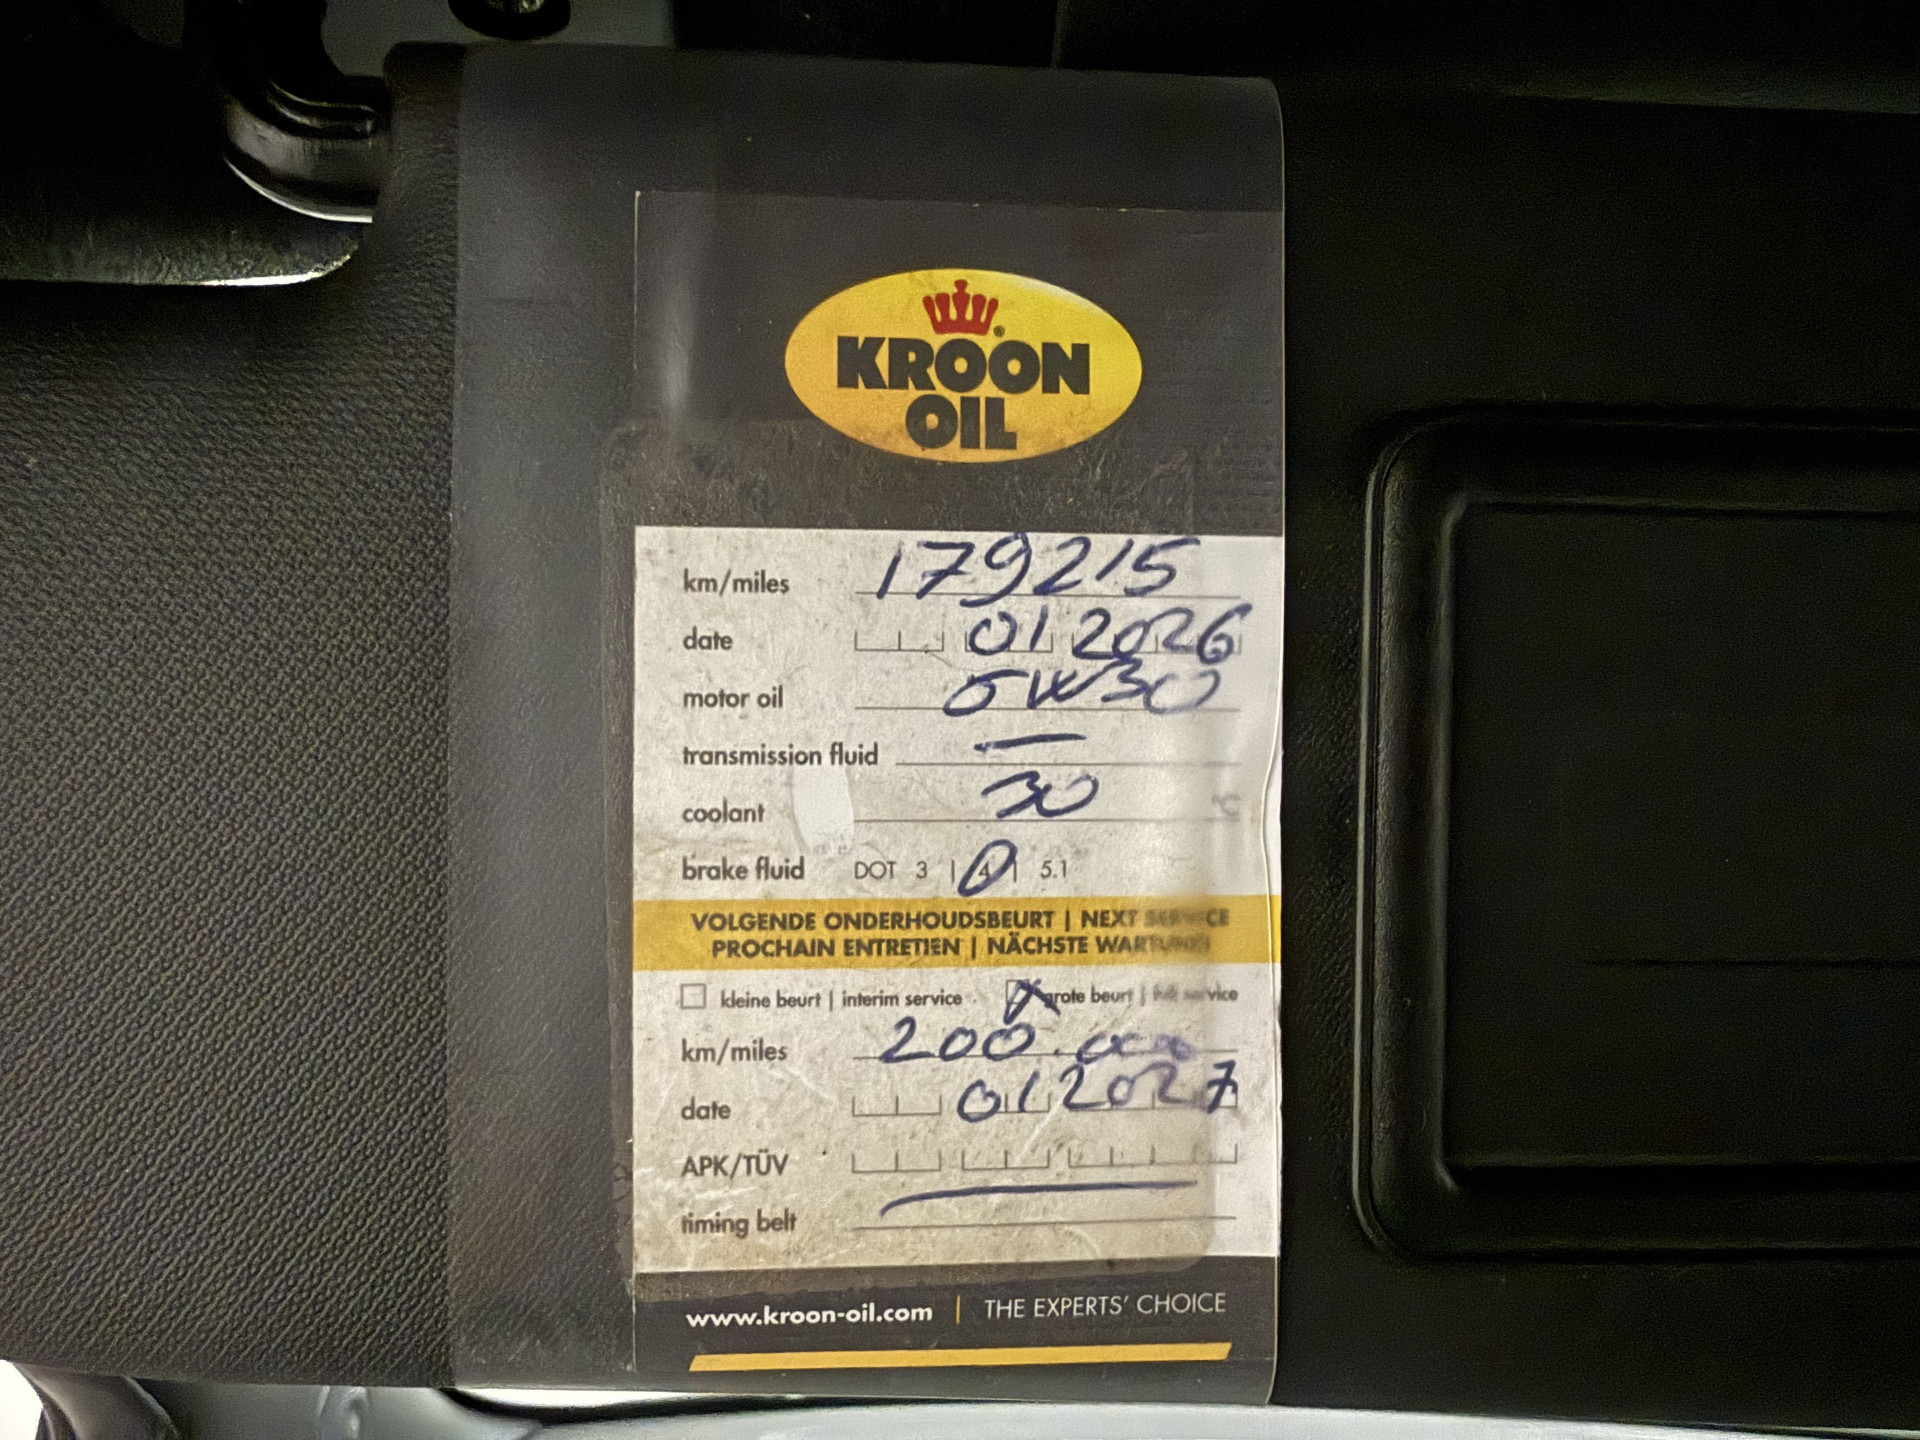 KROON
OIL
km/miles 179215
date 01 2026
motor oil 5W30
transmission fluid —
coolant 30
brake fluid DOT 3 | 4 | 5.1
VOLGENDE ONDERHOUDSBEURT | NEXT SERVICE
PROCHAIN ENTRETIEN | NÄCHSTE WARTUNG
kleine beurt | interim service grote beurt | full service
km/miles 200.000
date 01 2027
APK/TÜV
timing belt —
www.kroon-oil.com | THE EXPERTS' CHOICE